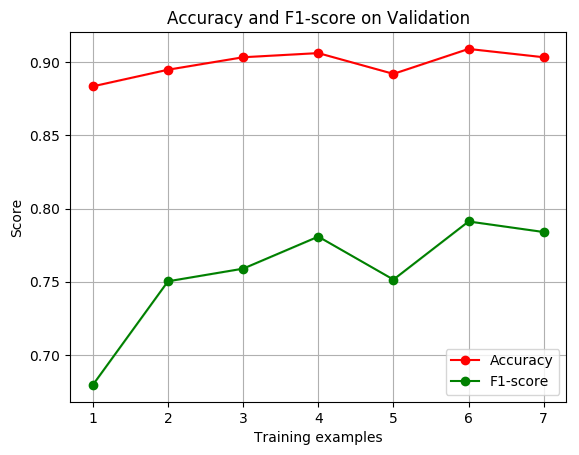 Accuracy and F1-score on Validation
0.90
0.85
0.80
0.75
0.70
Score
1 2 3 4 5 6 7
Training examples
Accuracy
F1-score